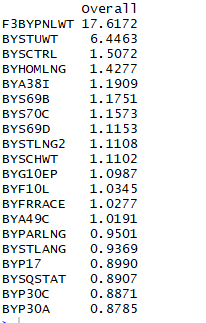 Overall
F3BYPNLWT 17.6172
BYSTUWT 6.4463
BYSCTRL 1.5072
BYHOMLNG 1.4277
BYA38I 1.1909
BYS69B 1.1751
BYS70C 1.1573
BYS69D 1.1153
BYSTLNG2 1.1108
BYSCHWT 1.1102
BYG10EP 1.0987
BYF10L 1.0345
BYFRRACE 1.0277
BYA49C 1.0191
BYPARLNG 0.9501
BYSTLANG 0.9369
BYP17 0.8990
BYSQSTAT 0.8907
BYP30C 0.8871
BYP30A 0.8785